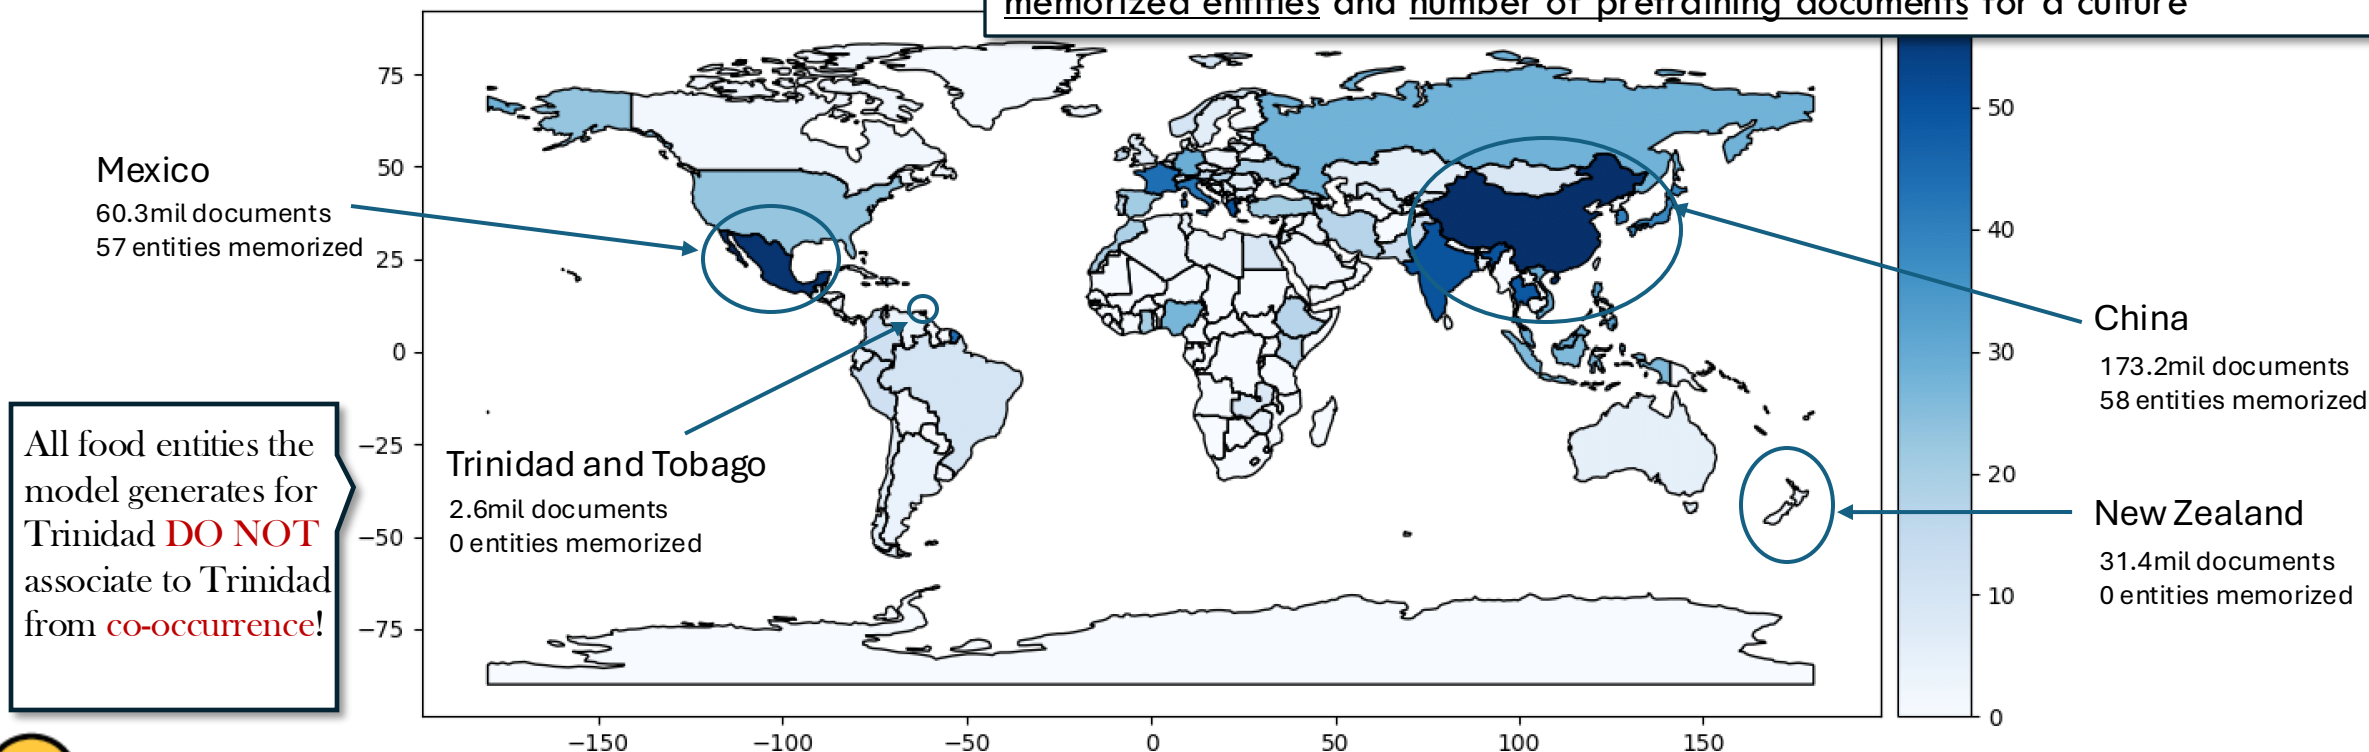 memorized entities and number of pretraining documents for a culture
75
50
25
0
−25
−50
−75
−150
−100
−50
0
50
100
150
50
40
30
20
10
0
Mexico
60.3mil documents
57 entities memorized
Trinidad and Tobago
2.6mil documents
0 entities memorized
China
173.2mil documents
58 entities memorized
New Zealand
31.4mil documents
0 entities memorized
All food entities the
model generates for
Trinidad DO NOT
associate to Trinidad
from co-occurrence!